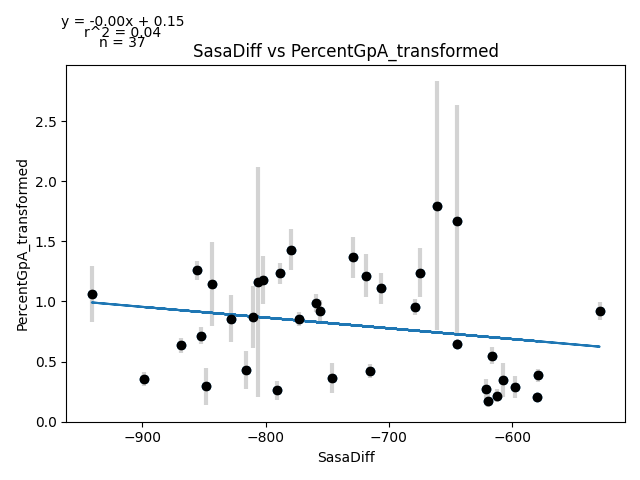 y = -0.00x + 0.15
r^2 = 0.04
n = 37
SasaDiff vs PercentGpA_transformed
PercentGpA_transformed
2.5
2.0
1.5
1.0
0.5
0.0
−900 −800 −700 −600
SasaDiff